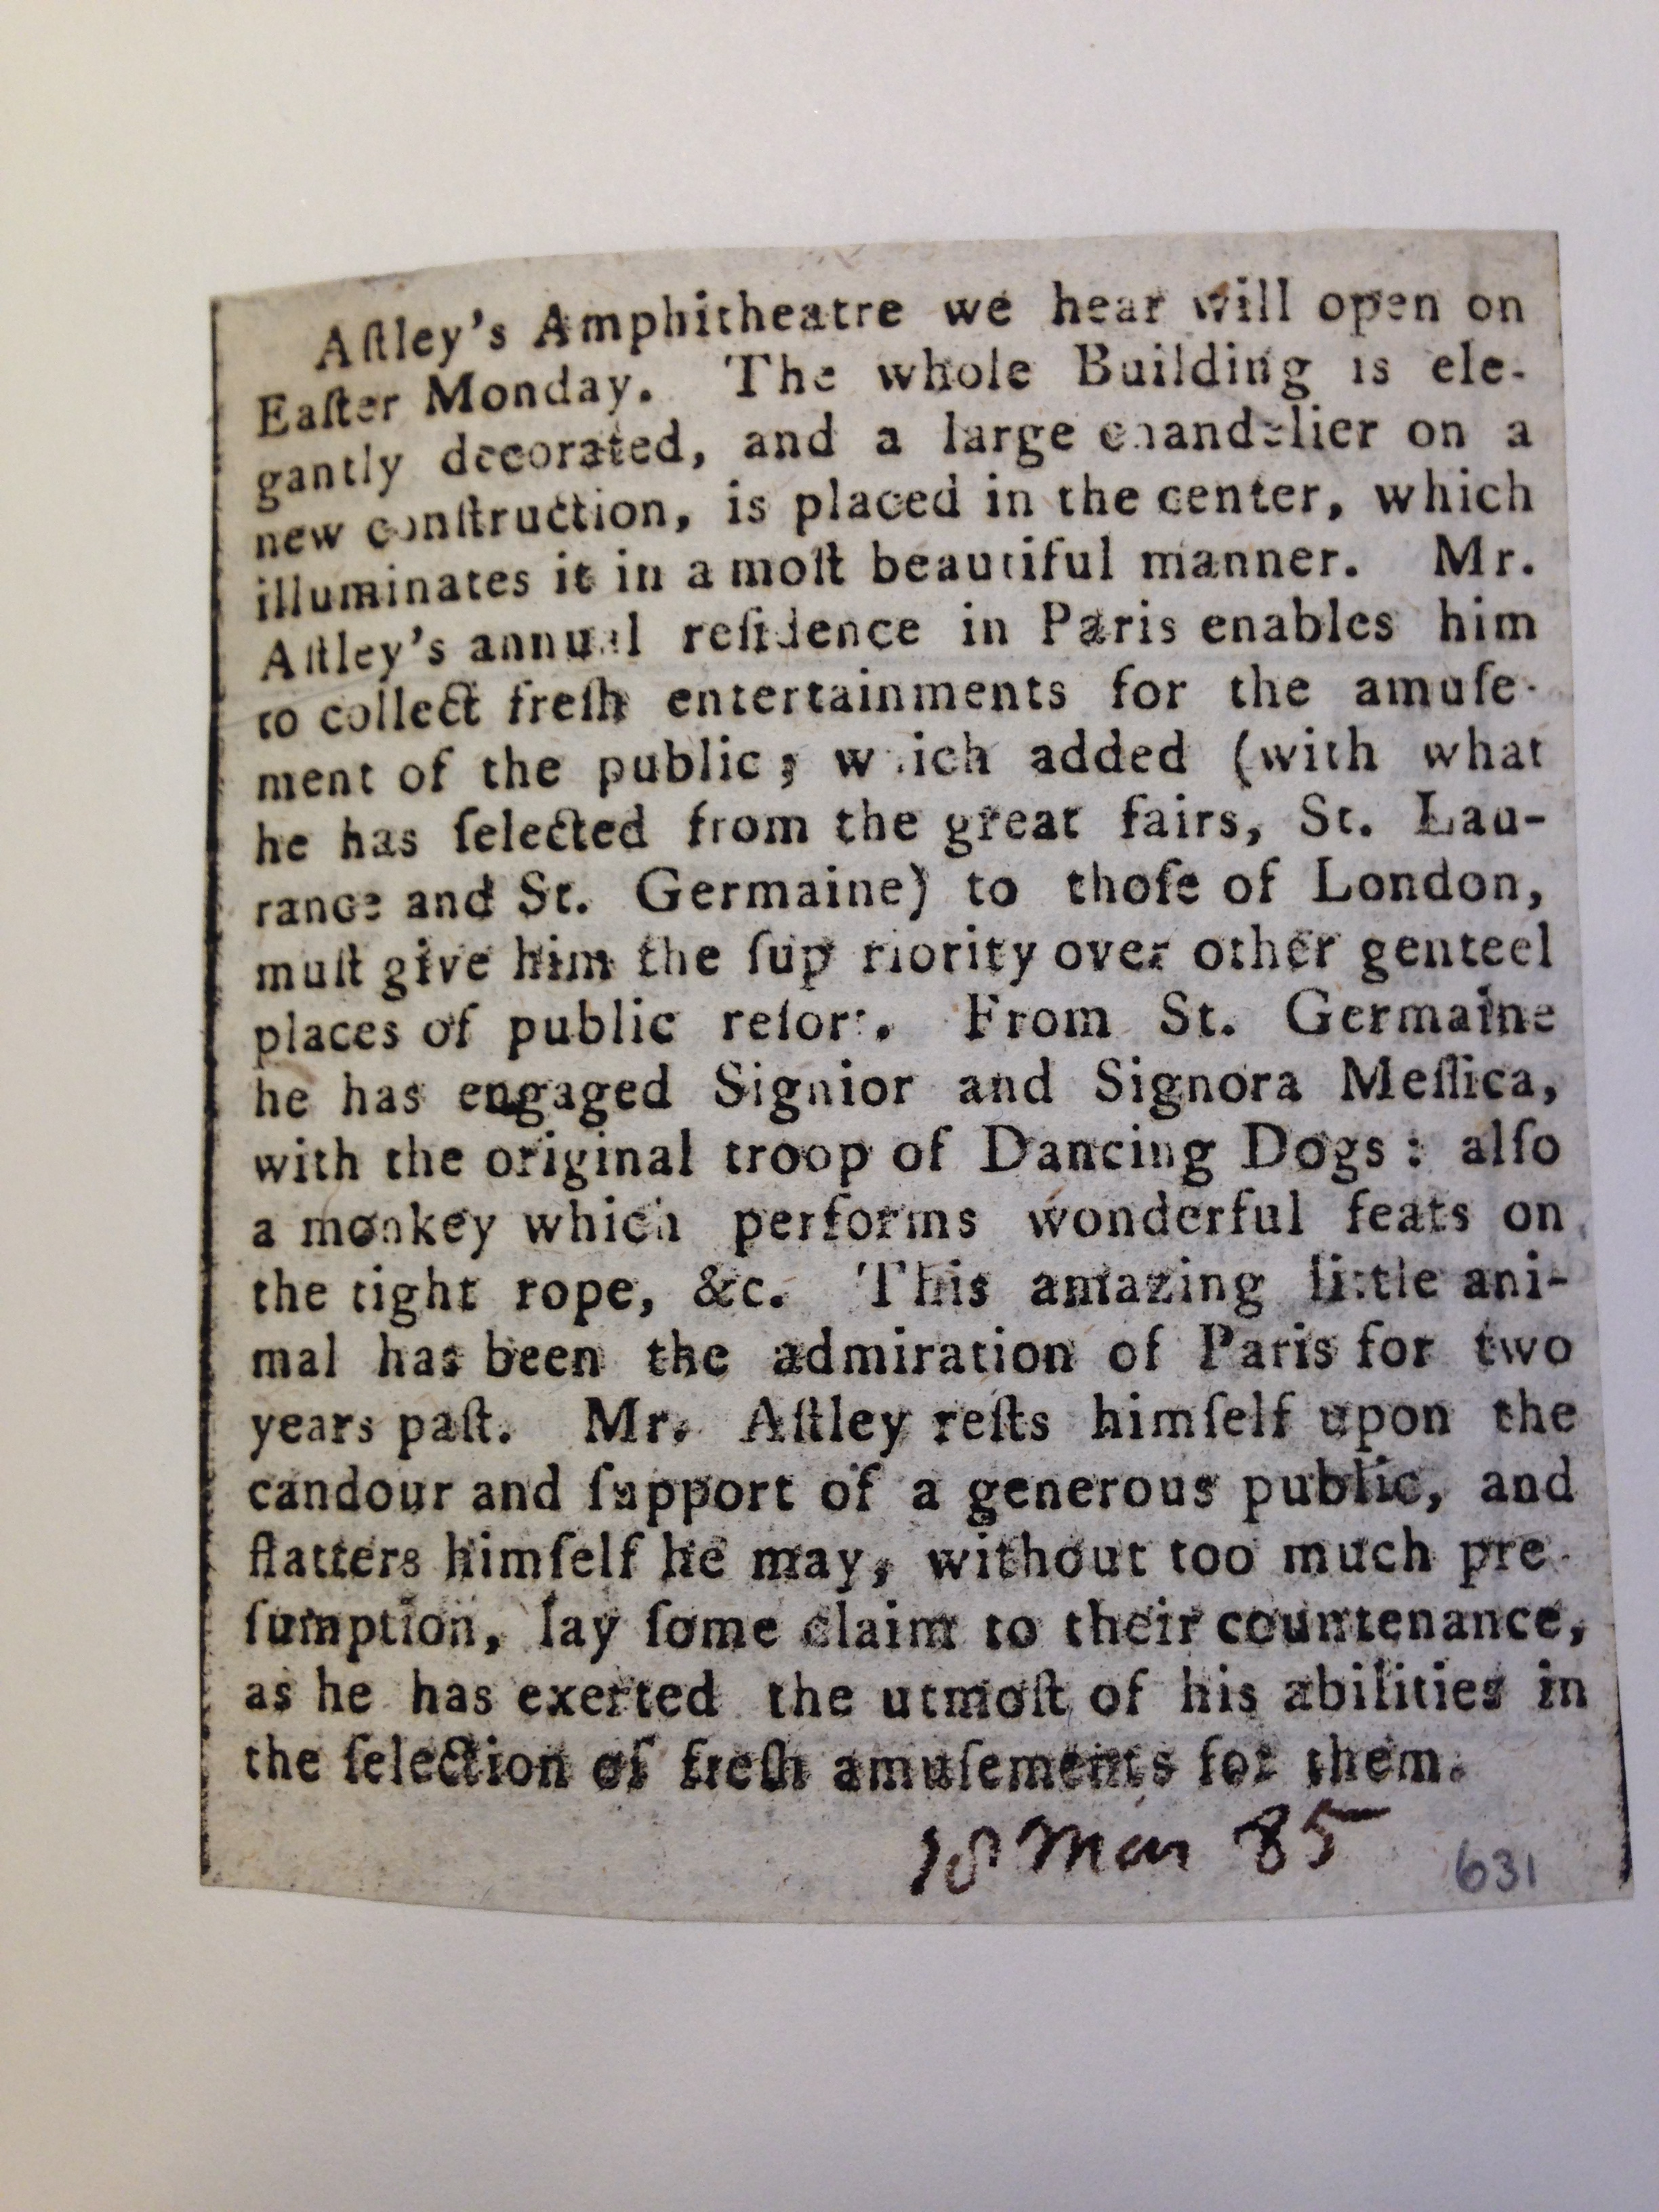 Aſtley's Amphitheatre we hear will open on
Eaſter Monday. The whole Building is ele-
gantly decorated, and a large chandelier on a
new conſtruction, is placed in the center, which
illuminates it in a moſt beautiful manner. Mr.
Aſtley's annual reſidence in Paris enables him
to collect freſh entertainments for the amuſe-
ment of the public; which added (with what
he has ſelected from the great fairs, St. Lau-
rance and St. Germaine) to thoſe of London,
muſt give him the ſup riority over other genteel
places of public reſort. From St. Germaine
he has engaged Signior and Signora Meſſica,
with the original troop of Dancing Dogs: alſo
a monkey which performs wonderful feats on
the tight rope, &c. This amazing little ani-
mal has been the admiration of Paris for two
years paſt. Mr. Aſtley reſts himſelf upon the
candour and ſupport of a generous public, and
flatters himſelf he may, without too much pre-
ſumption, lay ſome claim to their countenance,
as he has exerted the utmoſt of his abilities in
the ſelection of freſh amuſements for them.
18 Mar 85 631